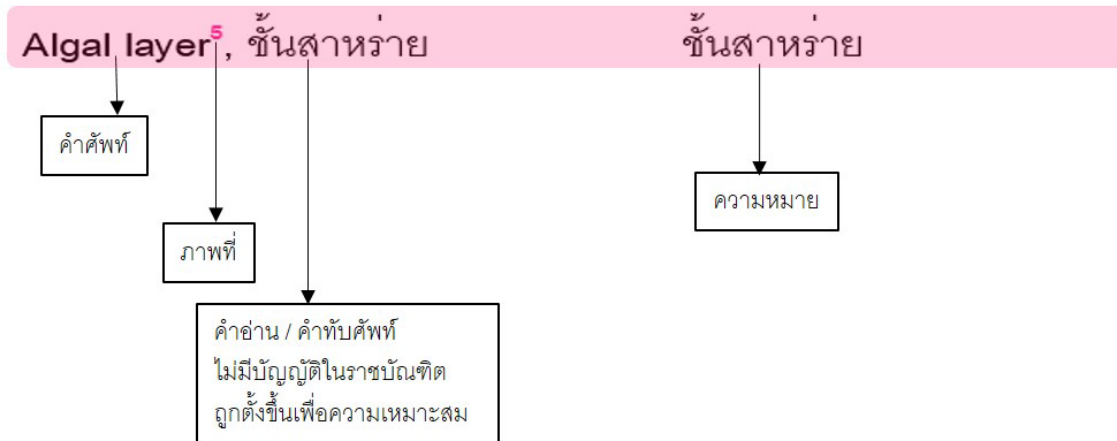 Algal layer⁵, ชั้นสาหร่าย ชั้นสาหร่าย
คำศัพท์
ความหมาย
ภาพที่
คำอ่าน / คำทับศัพท์
ไม่มีบัญญัติในราชบัณฑิต
ถูกตั้งขึ้นเพื่อความเหมาะสม